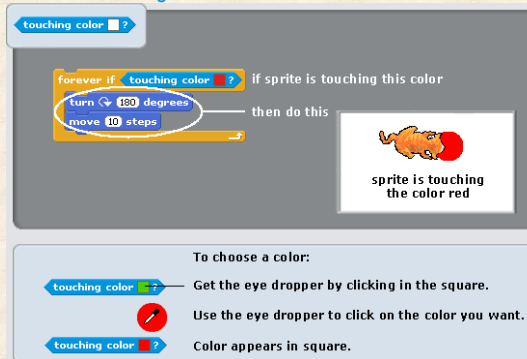 touching color ?
forever if touching color ? if sprite is touching this color
turn 180 degrees
then do this
move 10 steps
sprite is touching
the color red
To choose a color:
touching color ? Get the eye dropper by clicking in the square.
Use the eye dropper to click on the color you want.
touching color ? Color appears in square.